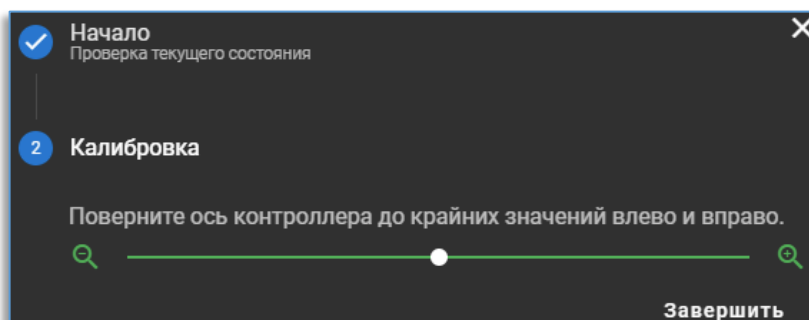 Начало
Проверка текущего состояния
2 Калибровка
Поверните ось контроллера до крайних значений влево и вправо.
Завершить